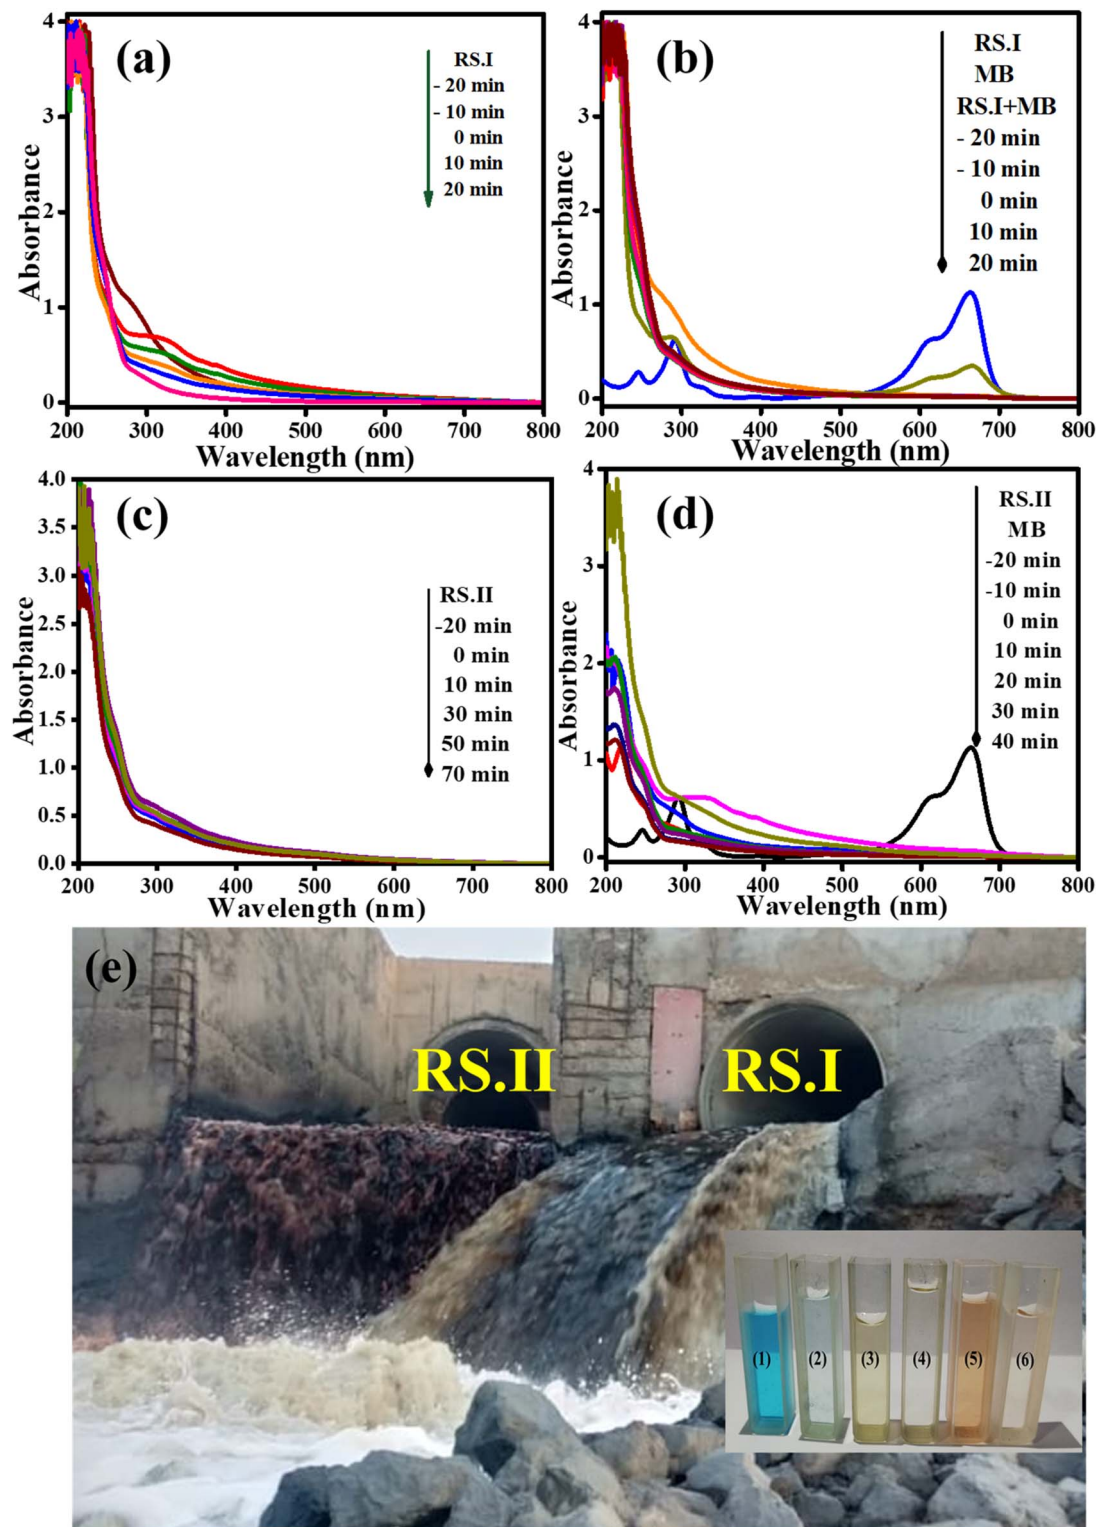 (a)
RS.I
- 20 min
- 10 min
0 min
10 min
20 min
Absorbance
4
3
2
1
0
200 300 400 500 600 700 800
Wavelength (nm)
(b)
RS.I
MB
RS.I+MB
- 20 min
- 10 min
0 min
10 min
20 min
Absorbance
4
3
2
1
0
200 300 400 500 600 700 800
Wavelength (nm)
(c)
RS.II
-20 min
0 min
10 min
30 min
50 min
70 min
Absorbance
4.0
3.5
3.0
2.5
2.0
1.5
1.0
0.5
0.0
200 300 400 500 600 700 800
Wavelength (nm)
(d)
RS.II
MB
-20 min
-10 min
0 min
10 min
20 min
30 min
40 min
Absorbance
4
3
2
1
0
200 300 400 500 600 700 800
Wavelength (nm)
(e)
RS.II RS.I
(1) (2) (3) (4) (5) (6)